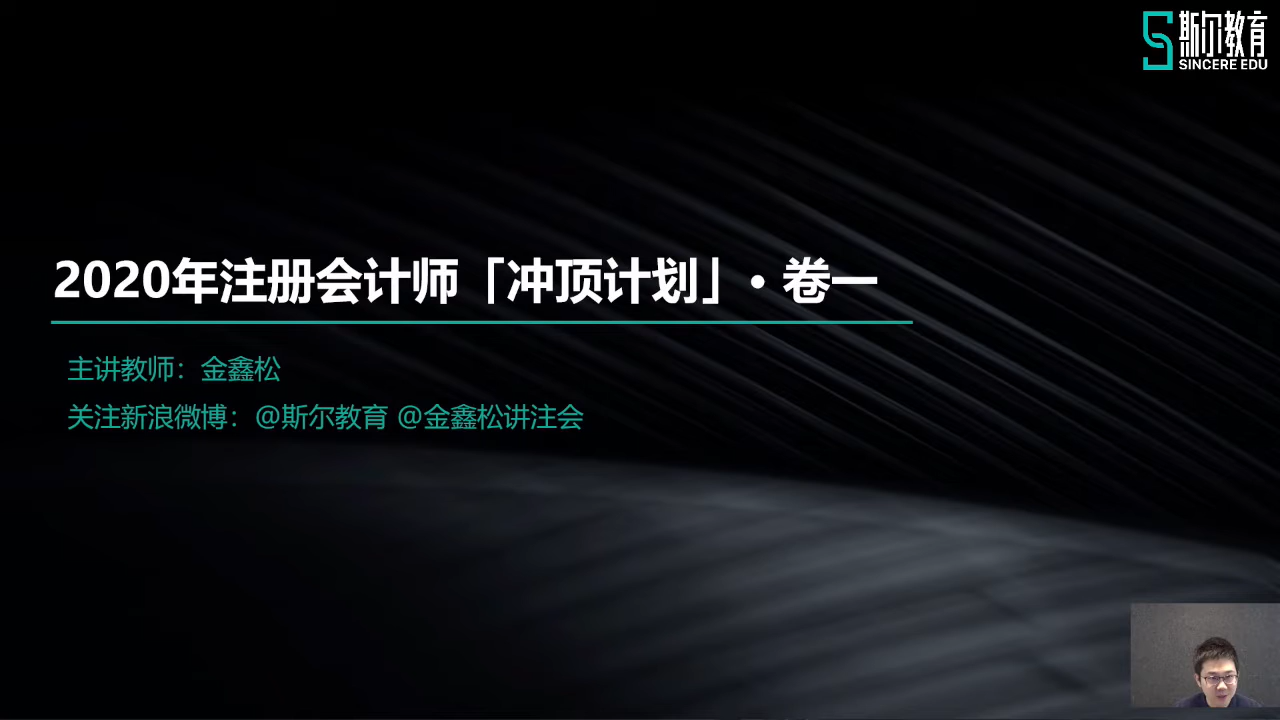 斯尔教育
SINCERE EDU
2020年注册会计师「冲顶计划」· 卷一
主讲教师：金鑫松
关注新浪微博：@斯尔教育 @金鑫松讲注会